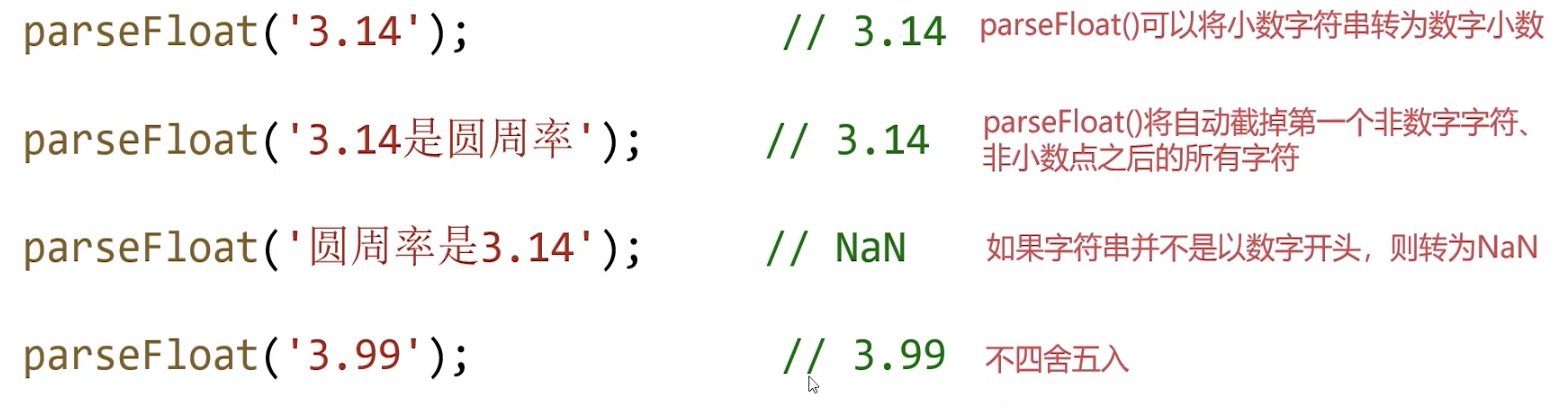 parseFloat('3.14'); // 3.14 parseFloat()可以将小数字符串转为数字小数
parseFloat('3.14是圆周率'); // 3.14 parseFloat()将自动截掉第一个非数字字符、
非小数点之后的所有字符
parseFloat('圆周率是3.14'); // NaN 如果字符串并不是以数字开头，则转为NaN
parseFloat('3.99'); // 3.99 不四舍五入